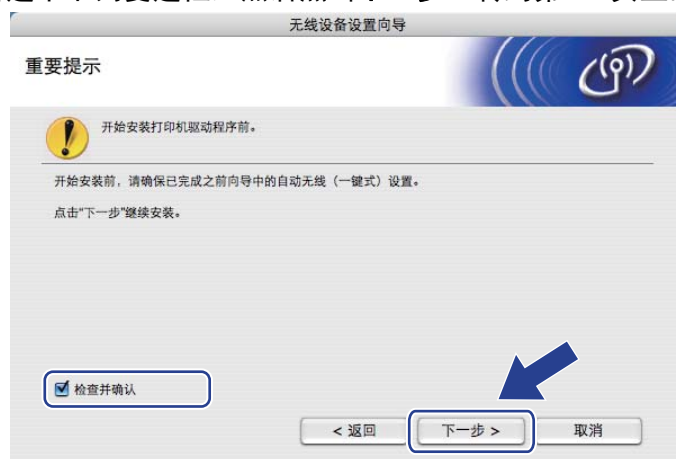 无线设备设置向导
重要提示
开始安装打印机驱动程序前。
开始安装前，请确保已完成之前向导中的自动无线（一键式）设置。
点击“下一步”继续安装。
检查并确认
< 返回 下一步 > 取消